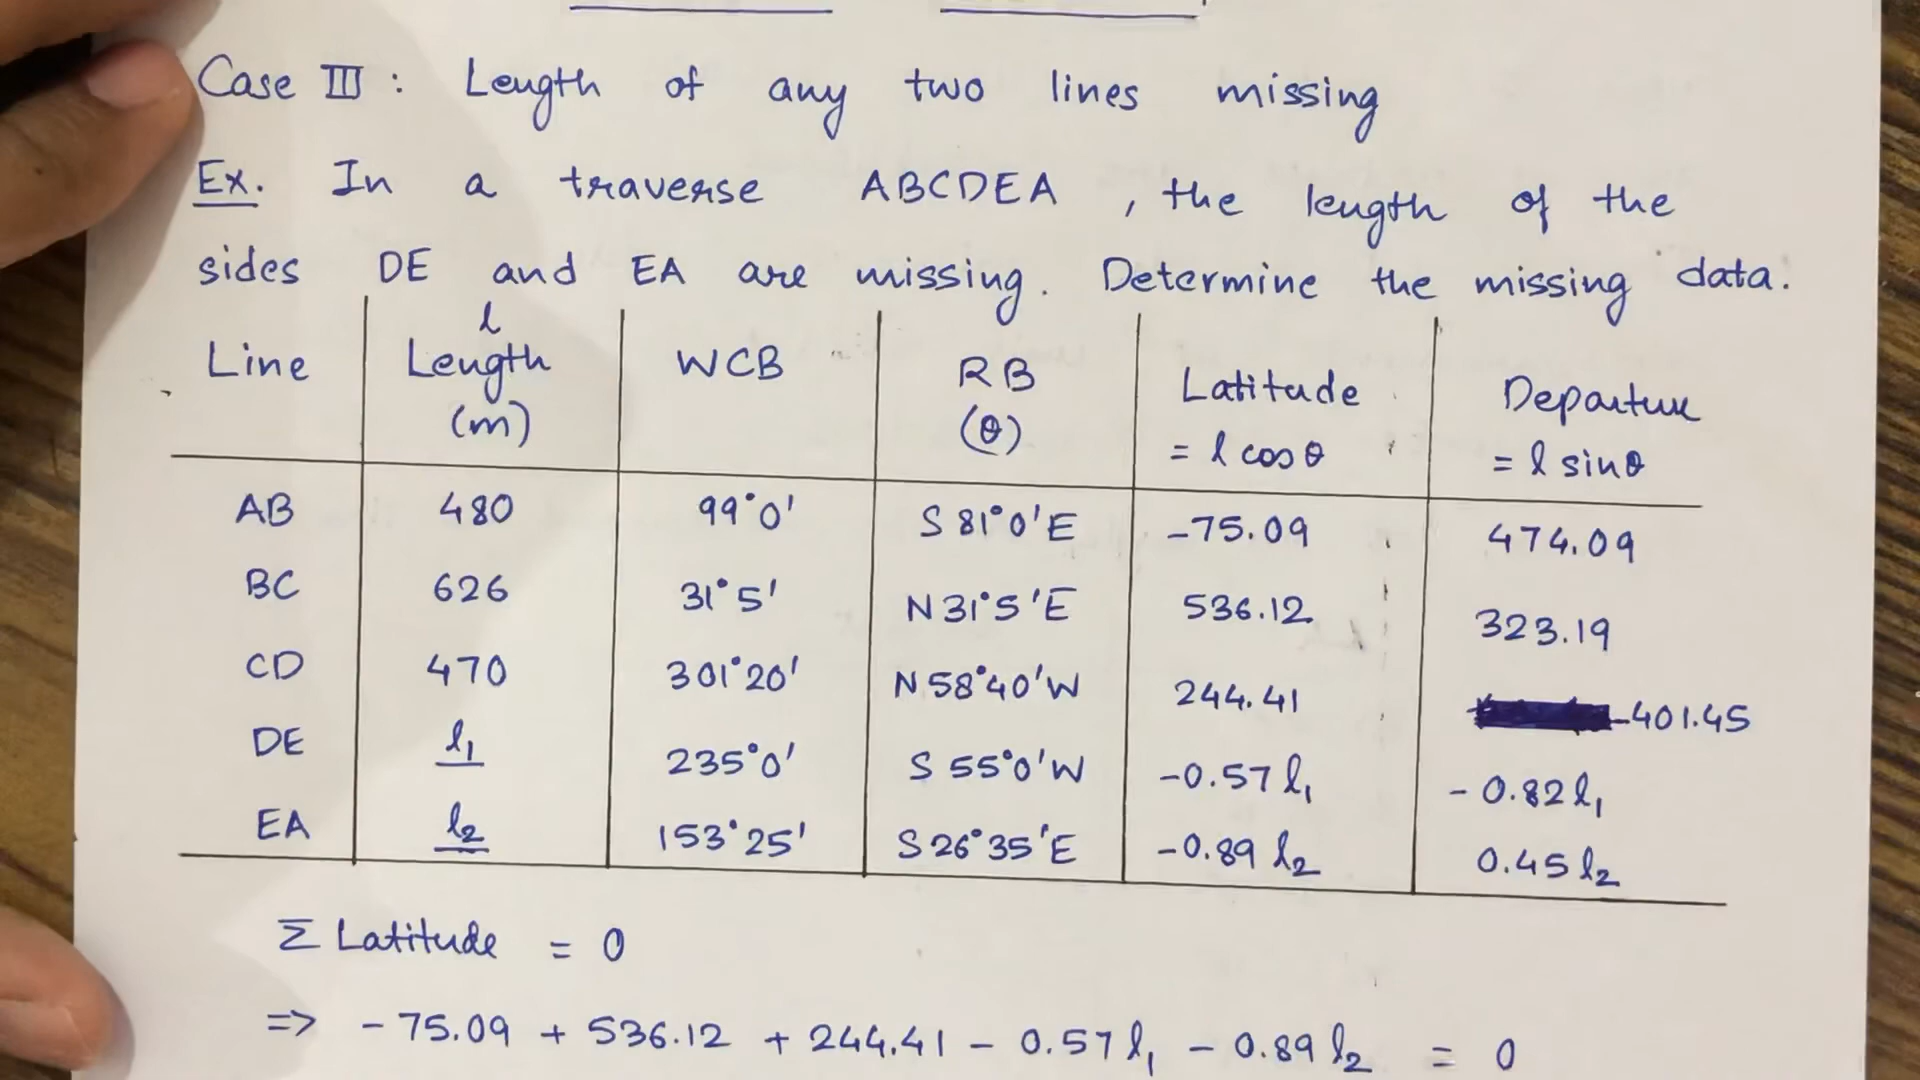 Case III : Length of any two lines missing
Ex. In a traverse ABCDEA , the length of the
sides DE and EA are missing. Determine the missing data.
Line l Length (m) WCB RB (θ) Latitude = l cosθ Departure = l sinθ
AB 480 99°0' S 81°0'E -75.09 474.09
BC 626 31°5' N 31°5'E 536.12 323.19
CD 470 301°20' N 58°40'W 244.41 -401.45
DE l₁ 235°0' S 55°0'W -0.57 l₁ - 0.82 l₁
EA l₂ 153°25' S 26°35'E -0.89 l₂ 0.45 l₂
Σ Latitude = 0
=> - 75.09 + 536.12 + 244.41 - 0.57 l₁ - 0.89 l₂ = 0